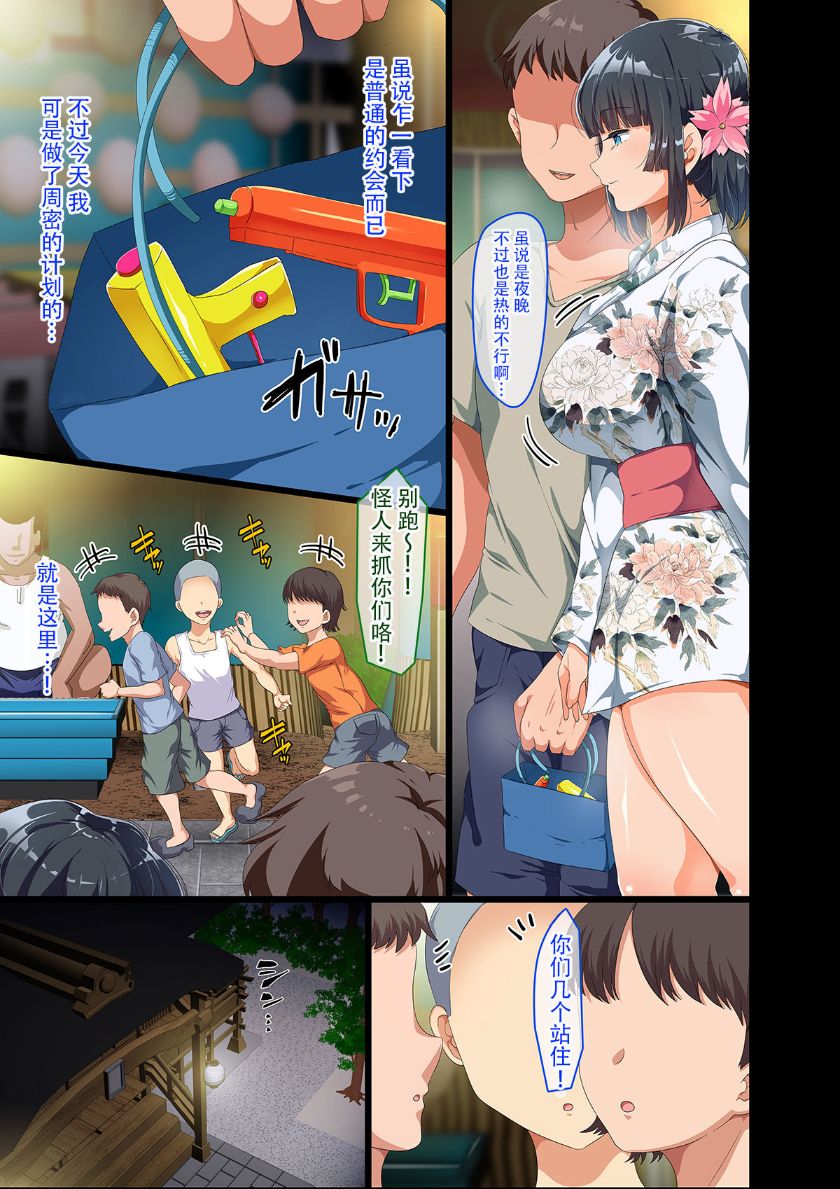 虽说是夜晚
不过也是热的不行啊…
虽说乍一看下
是普通的约会而已
不过今天我
可是做了周密的计划的…
ガサッ
别跑～!!
怪人来抓你们咯!
キャッ
キャッ
キャッ
就是这里…!
你们几个站住!
シン…